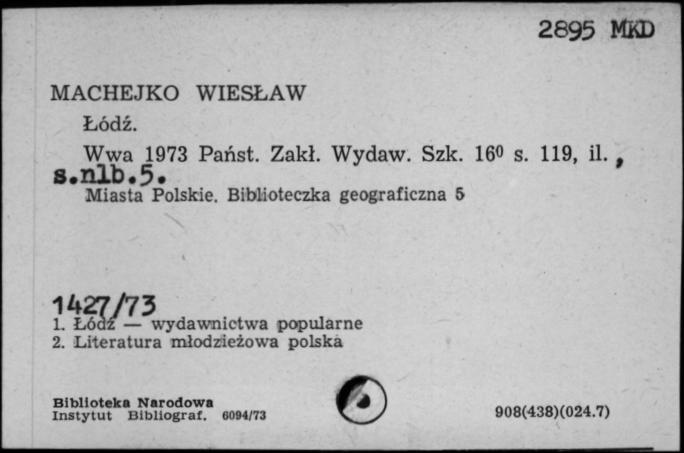 2895 MKD
MACHEJKO WIESŁAW
Łódź.
Wwa 1973 Państ. Zakł. Wydaw. Szk. 16⁰ s. 119, il. ,
s.nlb.5.
Miasta Polskie. Biblioteczka geograficzna 5
1427/73
1. Łódź — wydawnictwa popularne
2. Literatura młodzieżowa polska
Biblioteka Narodowa
Instytut Bibliograf. 6094/73
908(438)(024.7)